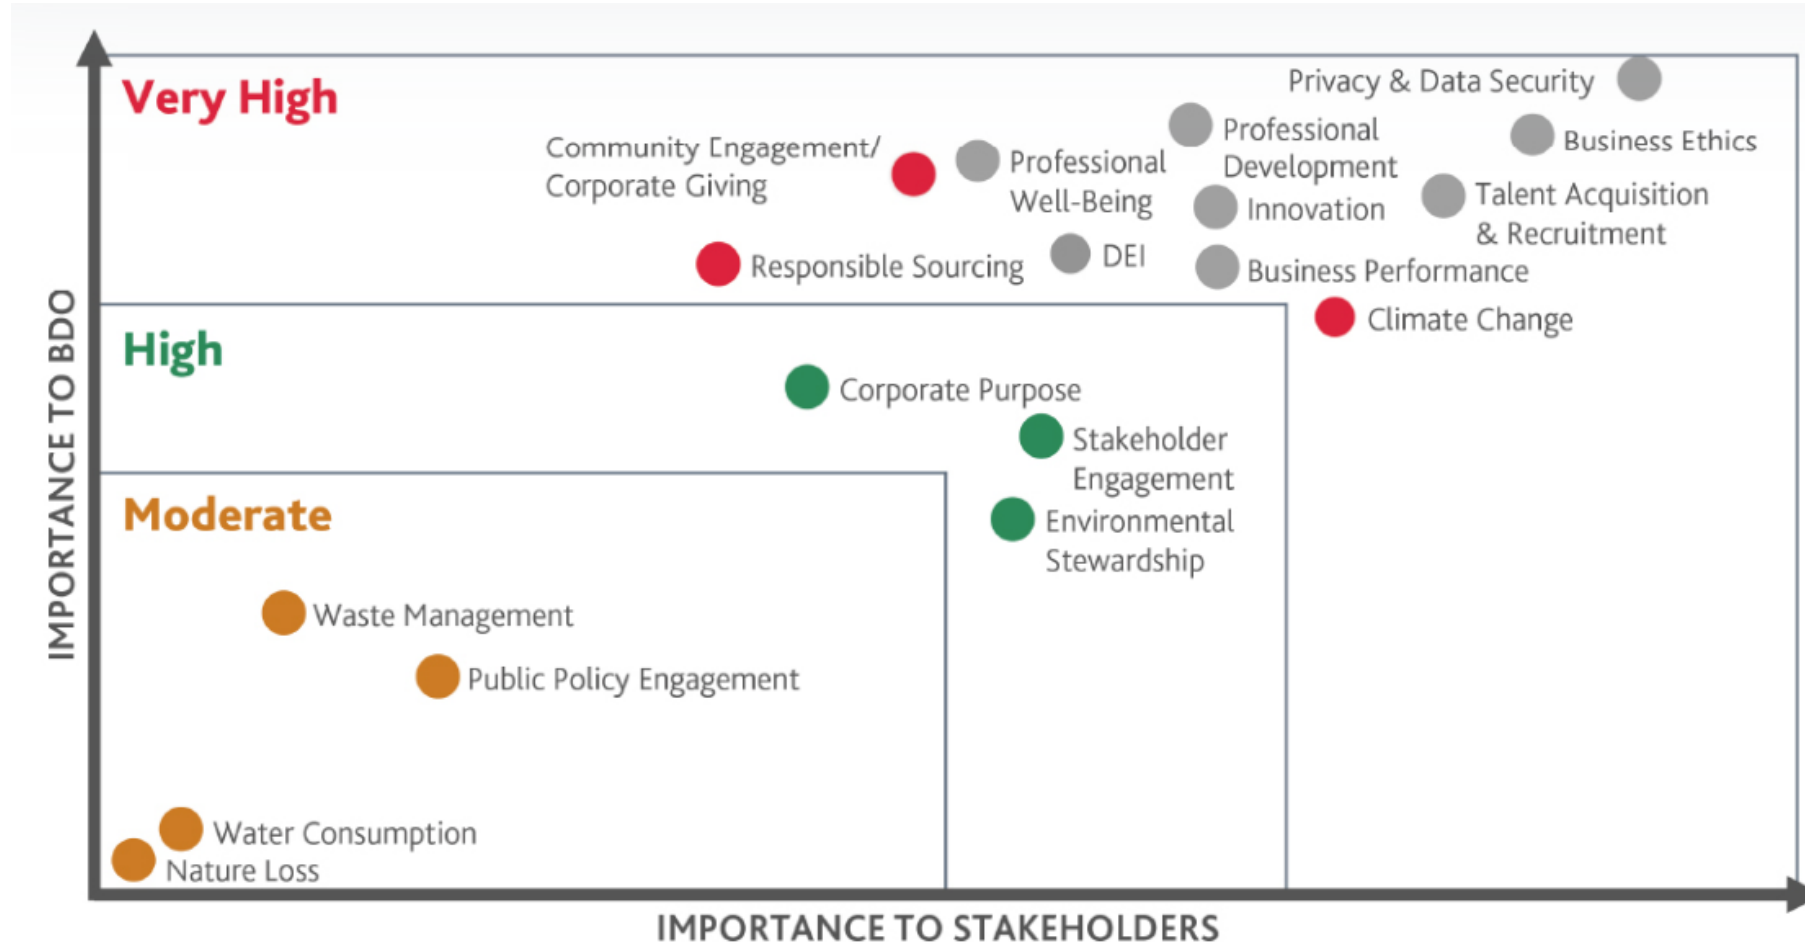 Very High
Privacy & Data Security
Professional
Development
Business Ethics
Community Engagement/
Corporate Giving
Professional
Well-Being
Innovation
Talent Acquisition
& Recruitment
Responsible Sourcing
DEI
Business Performance
Climate Change
High
Corporate Purpose
Stakeholder
Engagement
Environmental
Stewardship
Moderate
Waste Management
Public Policy Engagement
Water Consumption
Nature Loss
IMPORTANCE TO BDO
IMPORTANCE TO STAKEHOLDERS